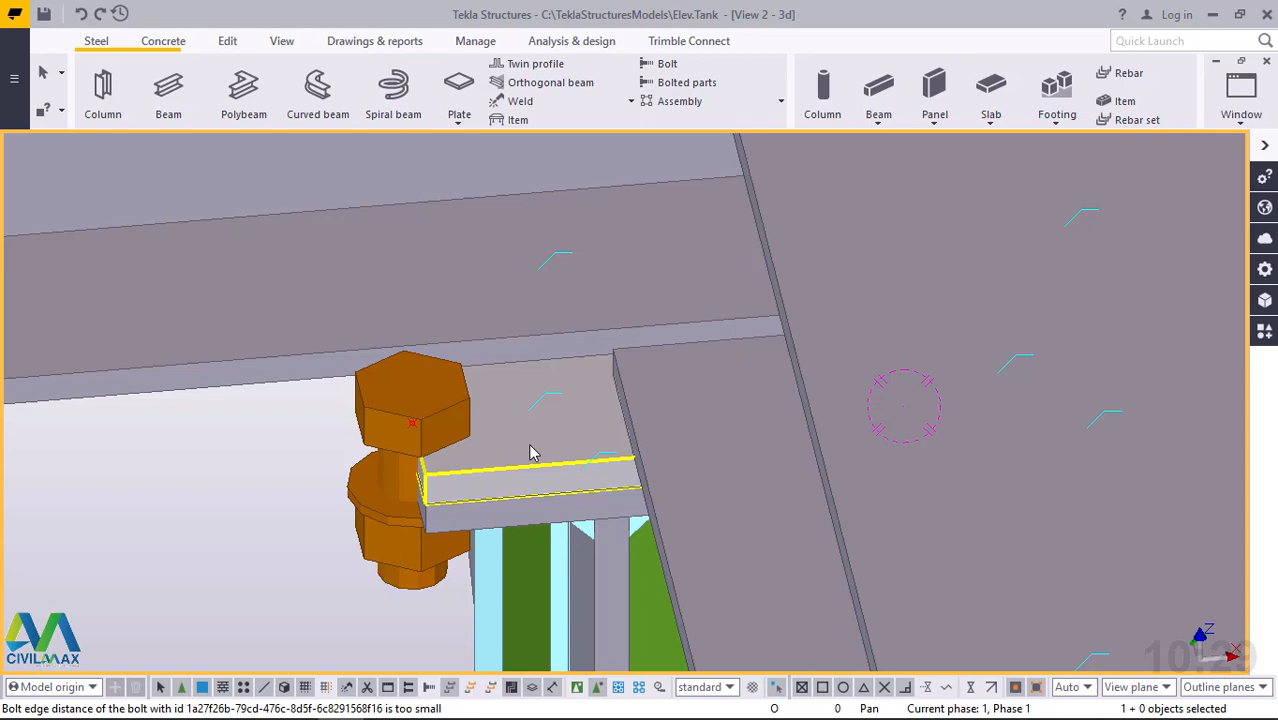 Tekla Structures - C:\TeklaStructuresModels\Elev.Tank - [View 2 - 3d]
Log in
Steel Concrete Edit View Drawings & reports Manage Analysis & design Trimble Connect
Quick Launch
Column Beam Polybeam Curved beam Spiral beam Plate
Twin profile
Orthogonal beam
Weld
Item
Bolt
Bolted parts
Assembly
Column Beam Panel Slab Footing
Rebar
Item
Rebar set
Window
Z
X
CIVILMAX
10:29
Model origin
standard
Auto
View plane
Outline planes
Bolt edge distance of the bolt with id 1a27f26b-79cd-476c-8d5f-6c8291568f16 is too small
O 0 Pan Current phase: 1, Phase 1 1 + 0 objects selected